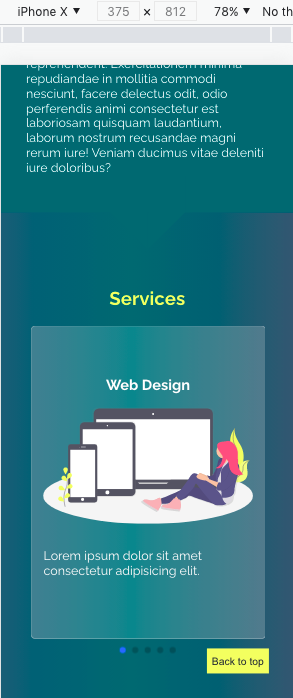 iPhone X ▼ 375 × 812 78% ▼ No th
reprehenderit. Exercitationem minima
repudiandae in mollitia commodi
nesciunt, facere delectus odit, odio
perferendis animi consectetur est
laboriosam quisquam laudantium,
laborum nostrum recusandae magni
rerum iure! Veniam ducimus vitae deleniti
iure doloribus?
Services
Web Design
Lorem ipsum dolor sit amet
consectetur adipisicing elit.
Back to top